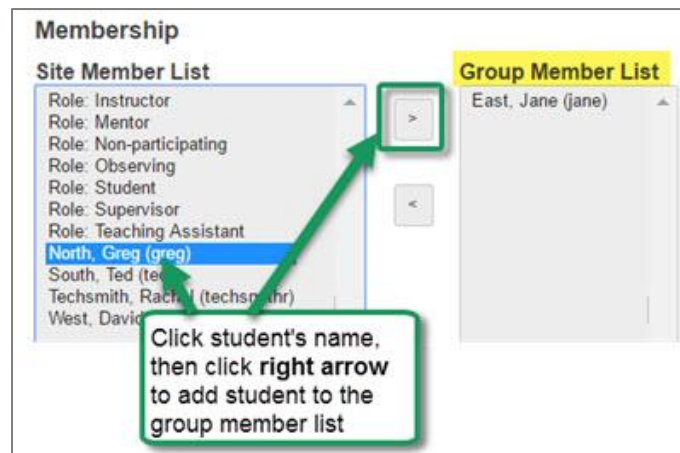 Membership
Site Member List
Role: Instructor
Role: Mentor
Role: Non-participating
Role: Observing
Role: Student
Role: Supervisor
Role: Teaching Assistant
North, Greg (greg)
South, Ted
Techsmith, (techsm
West,
>
<
Group Member List
East, Jane (jane)
Click student's name,
then click right arrow
to add student to the
group member list